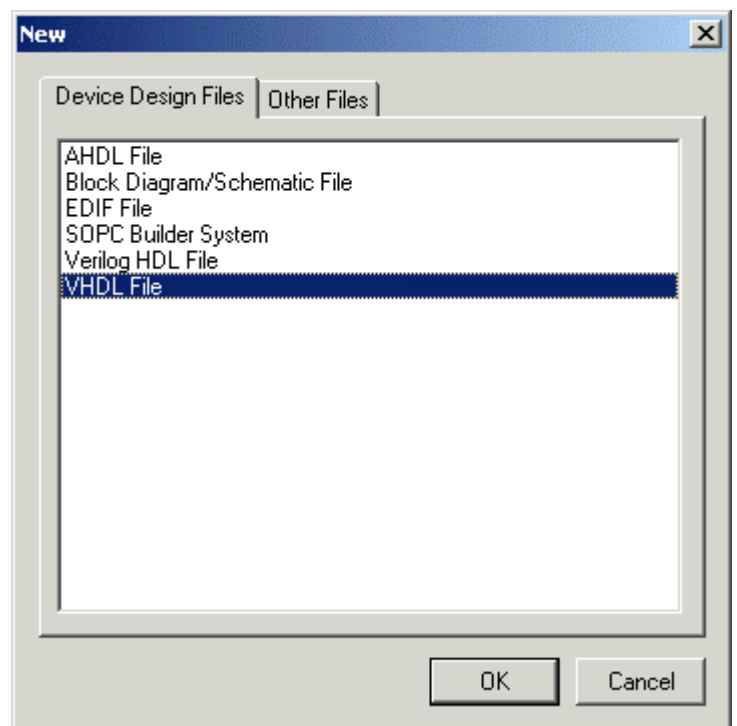 New
Device Design Files Other Files
AHDL File
Block Diagram/Schematic File
EDIF File
SOPC Builder System
Verilog HDL File
VHDL File
OK Cancel